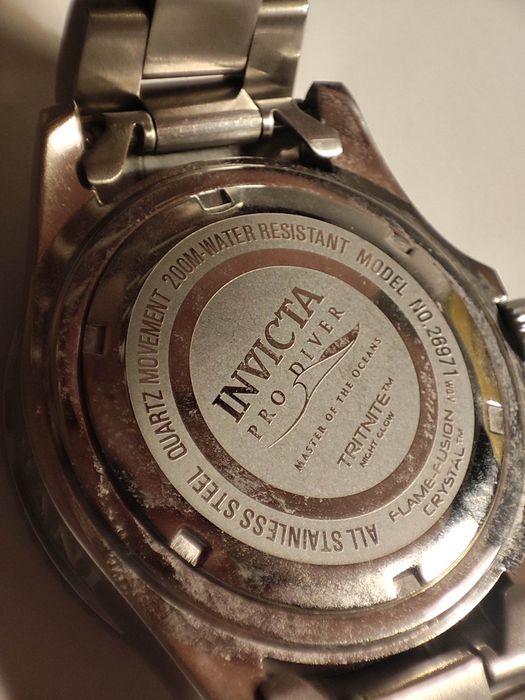 INVICTA
PRO DIVER
MASTER OF THE OCEANS
TRITNITE™
NIGHT GLOW
ALL STAINLESS STEEL QUARTZ MOVEMENT 200M-WATER RESISTANT MODEL NO.26971
FLAME-FUSION
CRYSTAL™